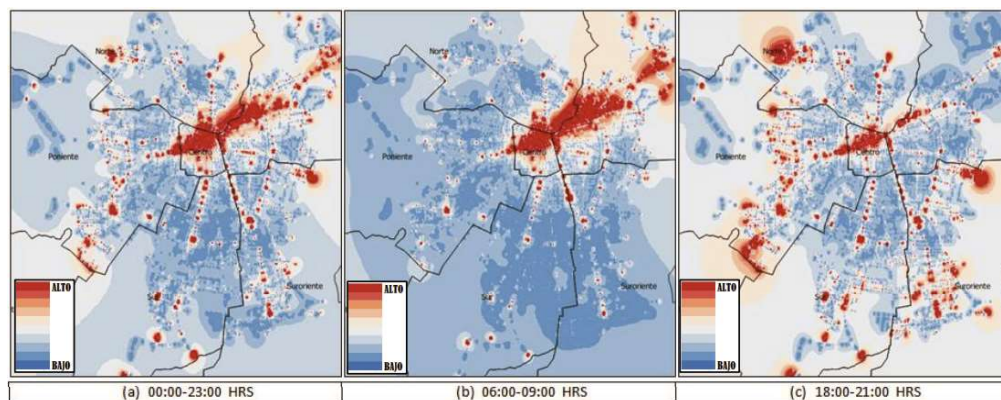 Norte
Poniente
Sur
Suroriente
ALTO
BAJO
(a) 00:00-23:00 HRS
Norte
Poniente
Sur
Suroriente
ALTO
BAJO
(b) 06:00-09:00 HRS
Norte
Poniente
Centro
Sur
Suroriente
ALTO
BAJO
(c) 18:00-21:00 HRS